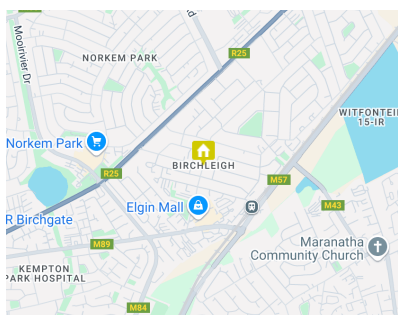 Mooirivier Dr
NORKEM PARK
R25
Norkem Park
WITFONTEIN
15-IR
BIRCHLEIGH
R25
M57
Elgin Mall
M43
R Birchgate
M89
Maranatha
Community Church
KEMPTON
PARK HOSPITAL
M84